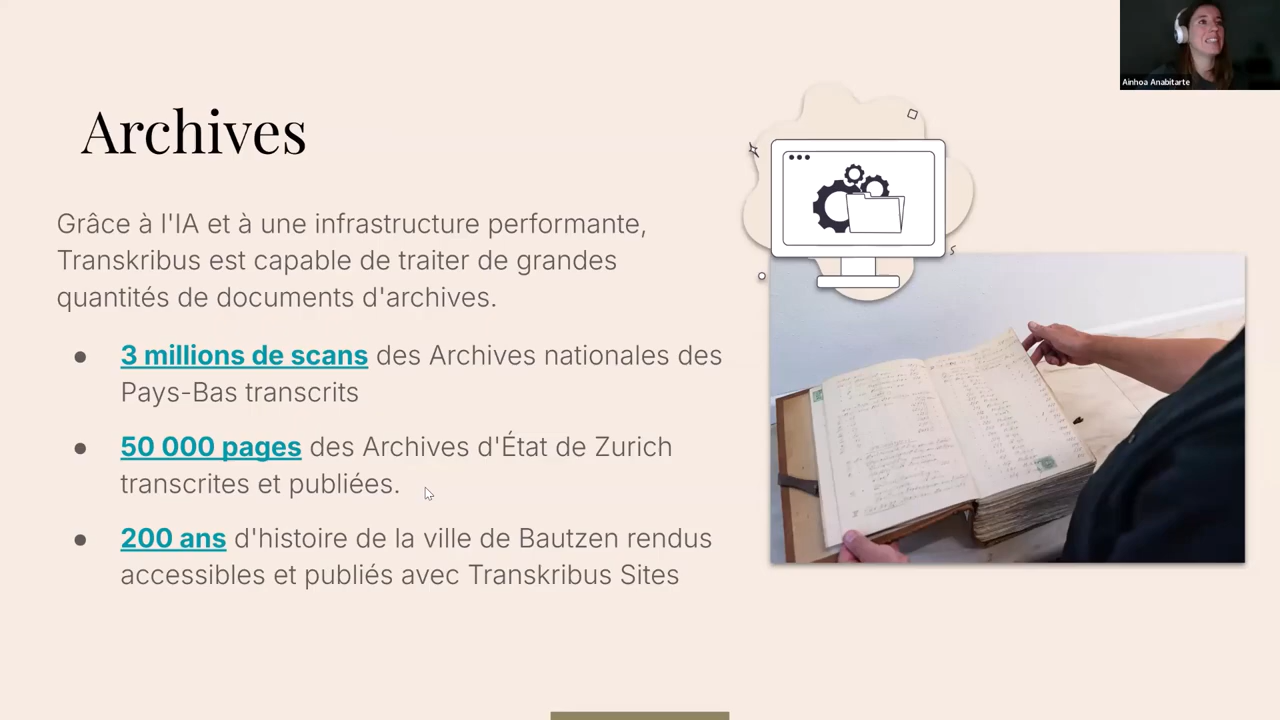 Ainhoa Anabitarte
Archives
Grâce à l'IA et à une infrastructure performante,
Transkribus est capable de traiter de grandes
quantités de documents d'archives.
● 3 millions de scans des Archives nationales des
Pays-Bas transcrits
● 50 000 pages des Archives d'État de Zurich
transcrites et publiées.
● 200 ans d'histoire de la ville de Bautzen rendus
accessibles et publiés avec Transkribus Sites